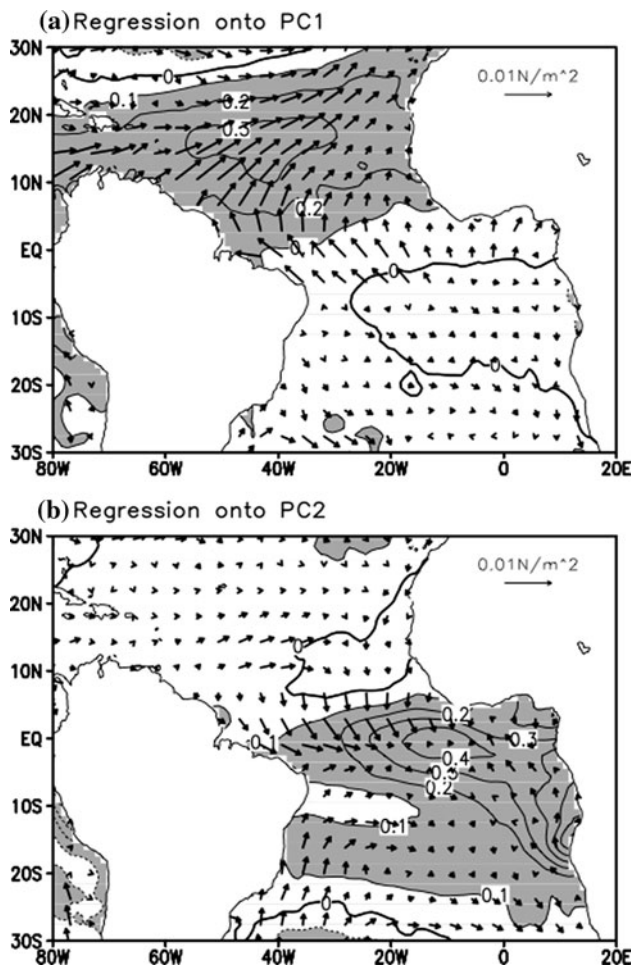 (a) Regression onto PC1
30N
0.01N/m^2
0
0.1
20N
0.2
0.3
10N
0.2
EQ
0.1
0
10S
20S
0
30S
80W 60W 40W 20W 0 20E
(b) Regression onto PC2
30N
0.01N/m^2
20N
0
10N
0.2
EQ
0.1
0.3
0.4
0.3
0.2
10S
0.1
20S
0.1
0
30S
80W 60W 40W 20W 0 20E